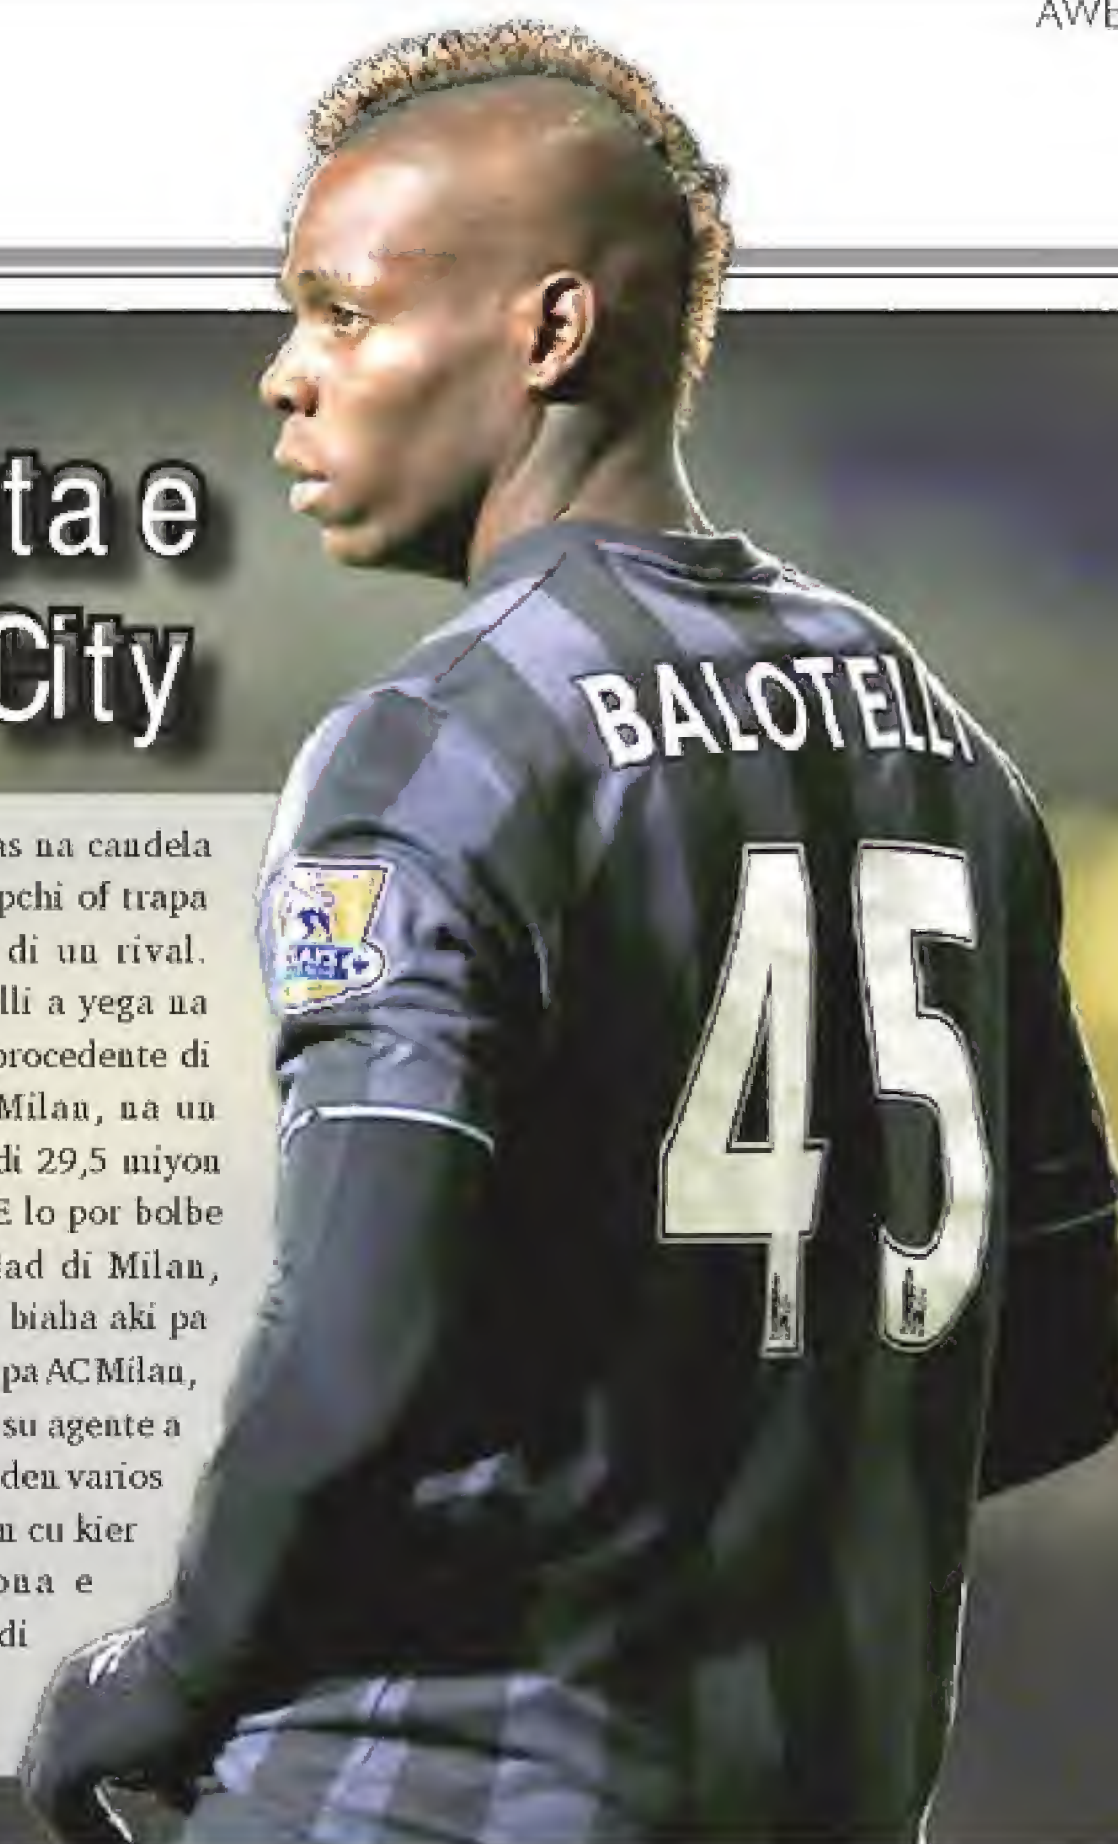 AWE
ta e
City
as na candela
pchi of trapa
di un rival.
lli a yega na
procedente di
Milan, na un
di 29,5 miyon
E lo por bolbe
dad di Milan,
biaha aki pa
pa AC Milan,
su agente a
den varios
n cu kier
ona e
di
BALOTELLI
45